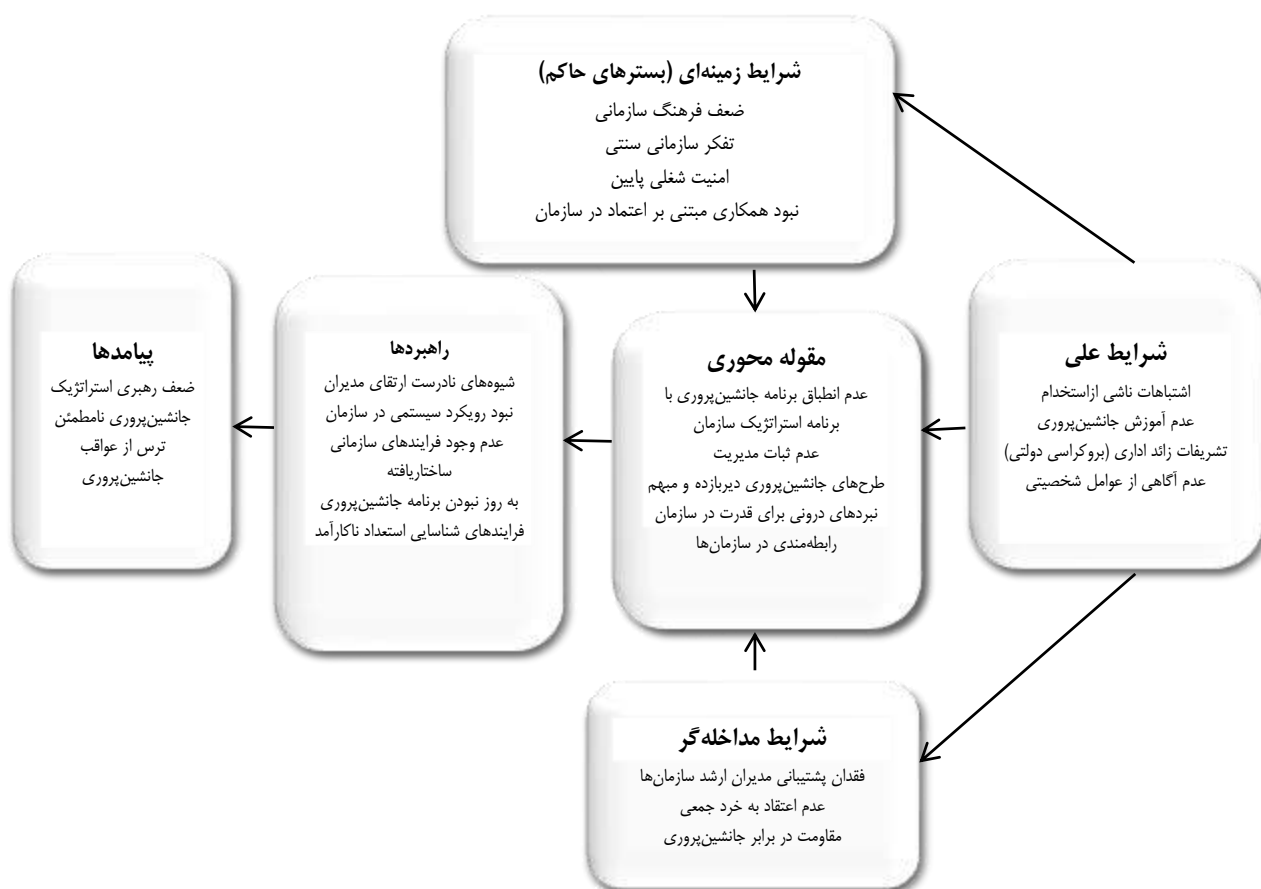 شرایط زمینه‌ای (بسترهای حاکم)
ضعف فرهنگ سازمانی
تفکر سازمانی سنتی
امنیت شغلی پایین
نبود همکاری مبتنی بر اعتماد در سازمان
شرایط علی
اشتباهات ناشی ازاستخدام
عدم آموزش جانشین‌پروری
تشریفات زائد اداری (بروکراسی دولتی)
عدم آگاهی از عوامل شخصیتی
مقوله محوری
عدم انطباق برنامه جانشین‌پروری با
برنامه استراتژیک سازمان
عدم ثبات مدیریت
طرح‌های جانشین‌پروری دیربازده و مبهم
نبردهای درونی برای قدرت در سازمان
رابطه‌مندی در سازمان‌ها
راهبردها
شیوه‌های نادرست ارتقای مدیران
نبود رویکرد سیستمی در سازمان
عدم وجود فرایندهای سازمانی
ساختاریافته
به روز نبودن برنامه جانشین‌پروری
فرایندهای شناسایی استعداد ناکارآمد
پیامدها
ضعف رهبری استراتژیک
جانشین‌پروری نامطمئن
ترس از عواقب
جانشین‌پروری
شرایط مداخله‌گر
فقدان پشتیبانی مدیران ارشد سازمان‌ها
عدم اعتقاد به خرد جمعی
مقاومت در برابر جانشین‌پروری